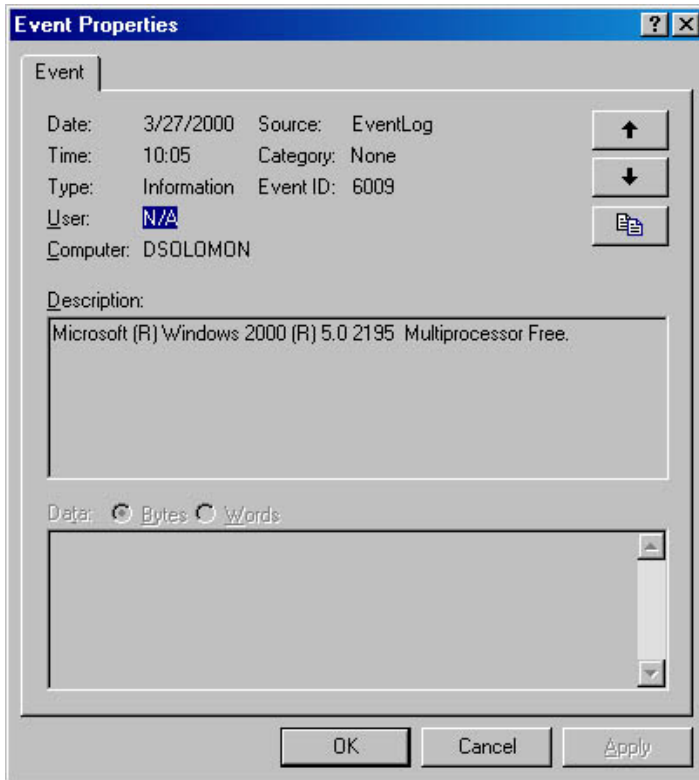 Event Properties
Event
Date: 3/27/2000 Source: EventLog
Time: 10:05 Category: None
Type: Information Event ID: 6009
User: N/A
Computer: DSOLOMON
Description:
Microsoft (R) Windows 2000 (R) 5.0 2195 Multiprocessor Free.
Data: Bytes Words
OK Cancel Apply